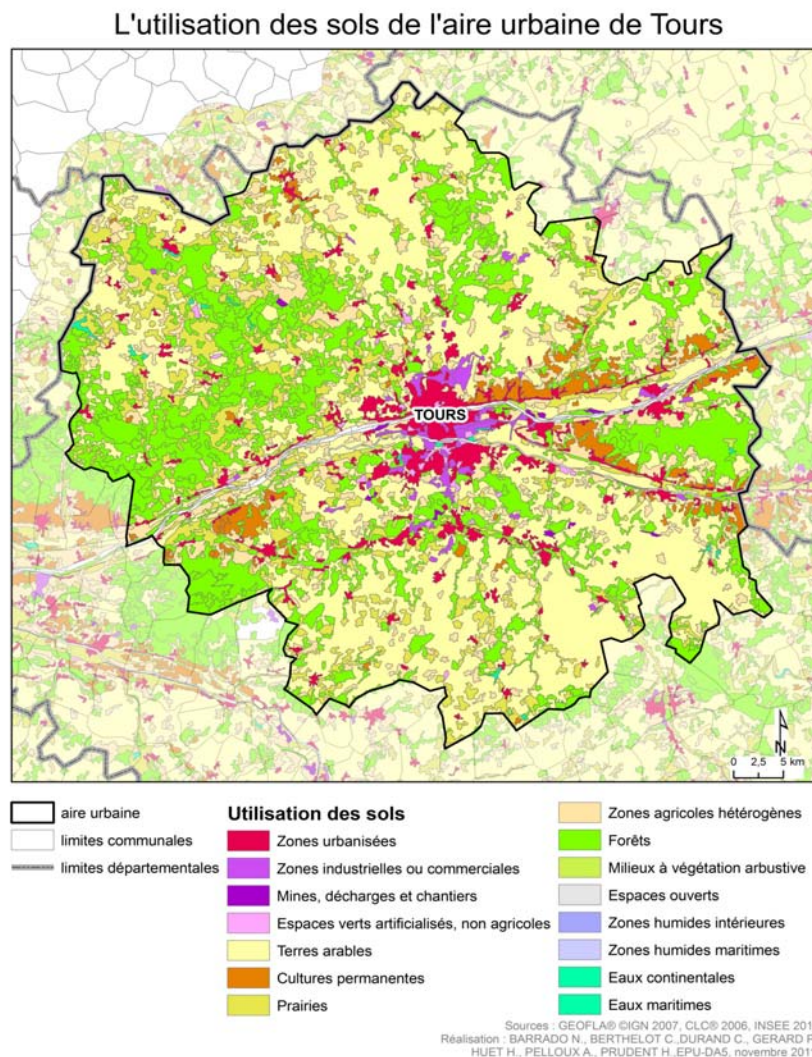 L'utilisation des sols de l'aire urbaine de Tours
TOURS
N
0 2,5 5 km
aire urbaine
limites communales
limites départementales
Utilisation des sols
Zones urbanisées
Zones industrielles ou commerciales
Mines, décharges et chantiers
Espaces verts artificialisés, non agricoles
Terres arables
Cultures permanentes
Prairies
Zones agricoles hétérogènes
Forêts
Milieux à végétation arbustive
Espaces ouverts
Zones humides intérieures
Zones humides maritimes
Eaux continentales
Eaux maritimes
Sources : GEOFLA® ©IGN 2007, CLC® 2006, INSEE 201
Réalisation : BARRADO N., BERTHELOT C.,DURAND C., GERARD
HUET H., PELLOUX A., PRUDENT H.,EPU-DA5, novembre 201